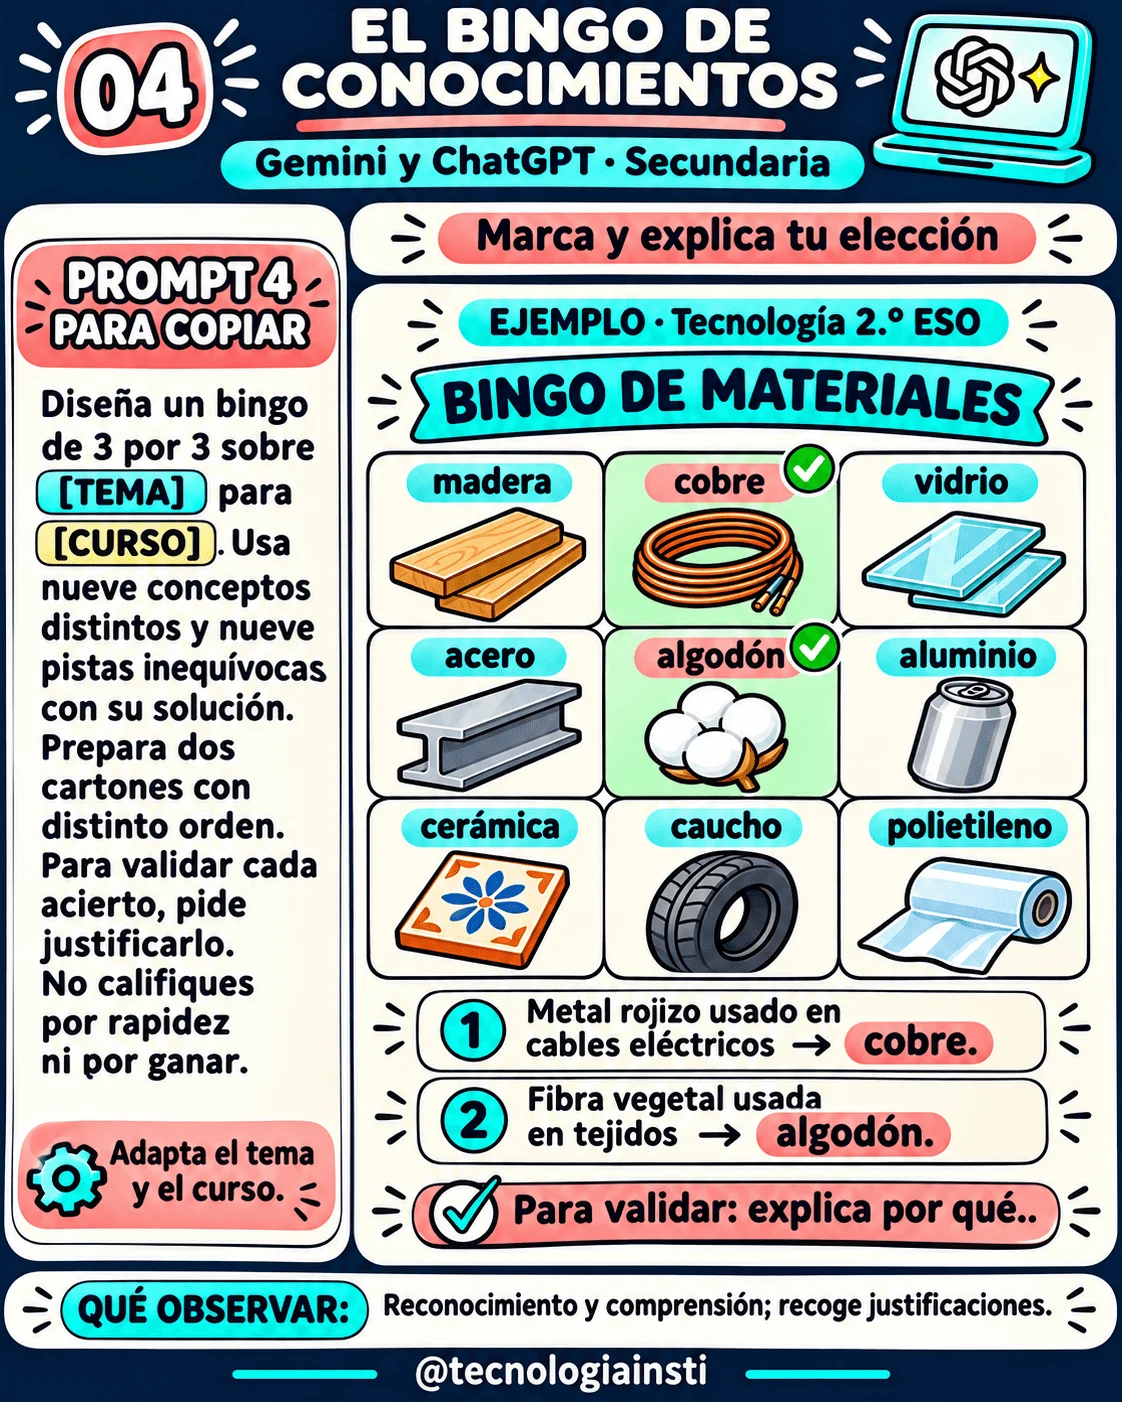 04
EL BINGO DE
CONOCIMIENTOS
Gemini y ChatGPT · Secundaria
PROMPT 4
PARA COPIAR
Diseña un bingo
de 3 por 3 sobre
[TEMA] para
[CURSO]. Usa
nueve conceptos
distintos y nueve
pistas inequívocas
con su solución.
Prepara dos
cartones con
distinto orden.
Para validar cada
acierto, pide
justificarlo.
No califiques
por rapidez
ni por ganar.
Adapta el tema
y el curso.
Marca y explica tu elección
EJEMPLO · Tecnología 2.º ESO
BINGO DE MATERIALES
madera
cobre
vidrio
acero
algodón
aluminio
cerámica
caucho
polietileno
1
Metal rojizo usado en
cables eléctricos → cobre.
2
Fibra vegetal usada
en tejidos → algodón.
Para validar: explica por qué..
QUÉ OBSERVAR: Reconocimiento y comprensión; recoge justificaciones.
@tecnologiainsti